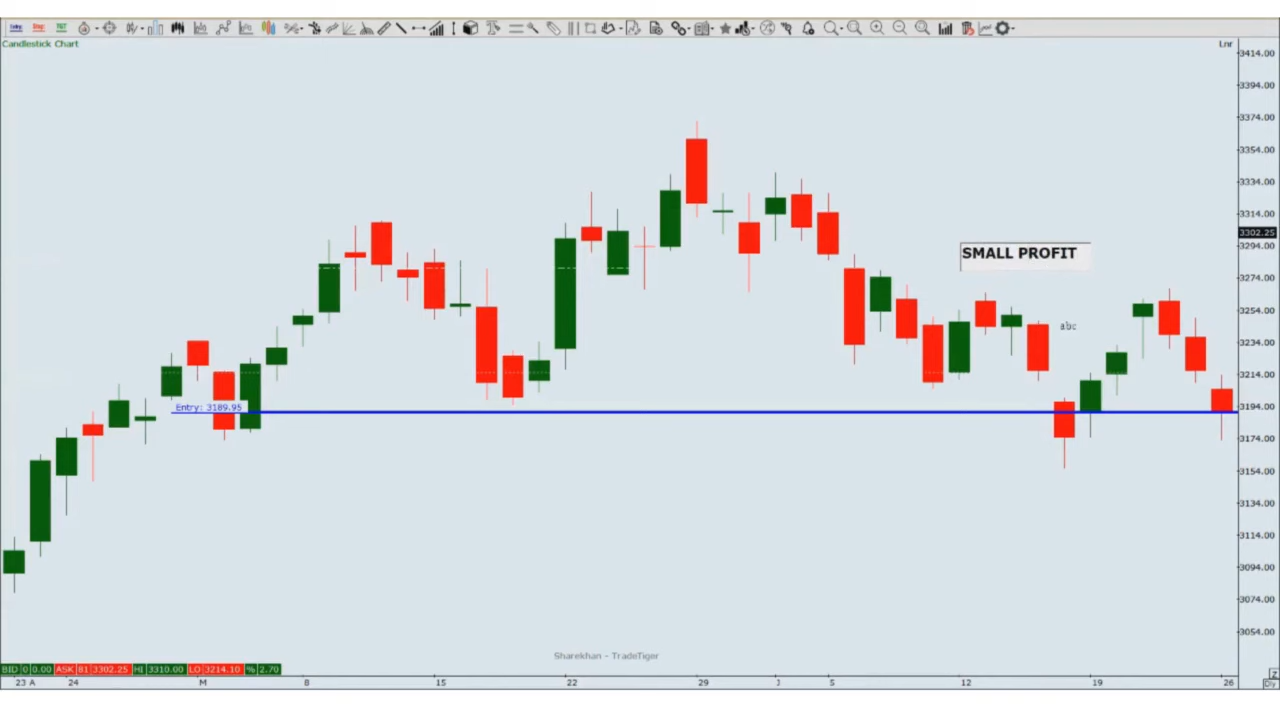 Candlestick Chart
Lnr
3414.00
3394.00
3374.00
3354.00
3334.00
3314.00
3302.25
3294.00
3274.00
3254.00
3234.00
3214.00
3194.00
3174.00
3154.00
3134.00
3114.00
3094.00
3074.00
3054.00
SMALL PROFIT
abc
Entry: 3189.95
Sharekhan - TradeTiger
BID 0 0.00 ASK 81 3302.25 HI 3310.00 LO 3214.10 % 2.70
23 A 24 M 8 15 22 29 J 5 12 19 26